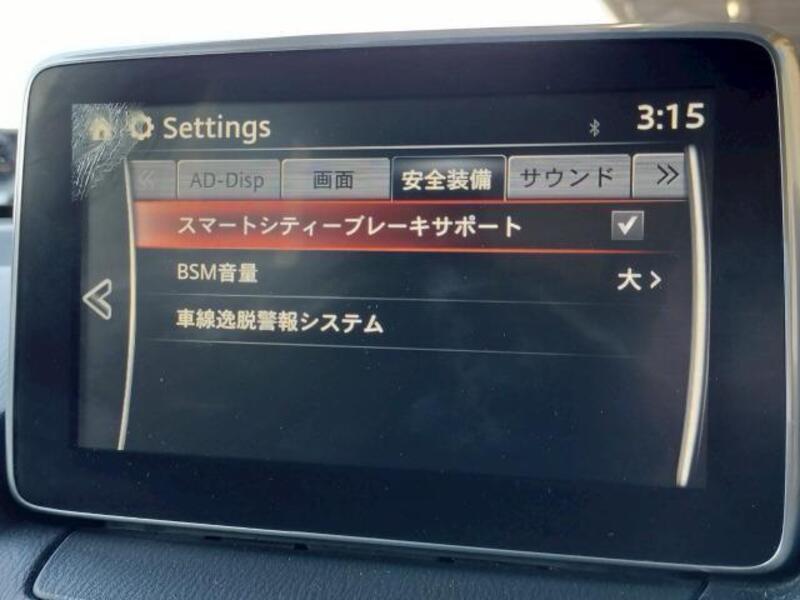 Settings 3:15
AD-Disp 画面 安全装備 サウンド
スマートシティーブレーキサポート
BSM音量 大
車線逸脱警報システム